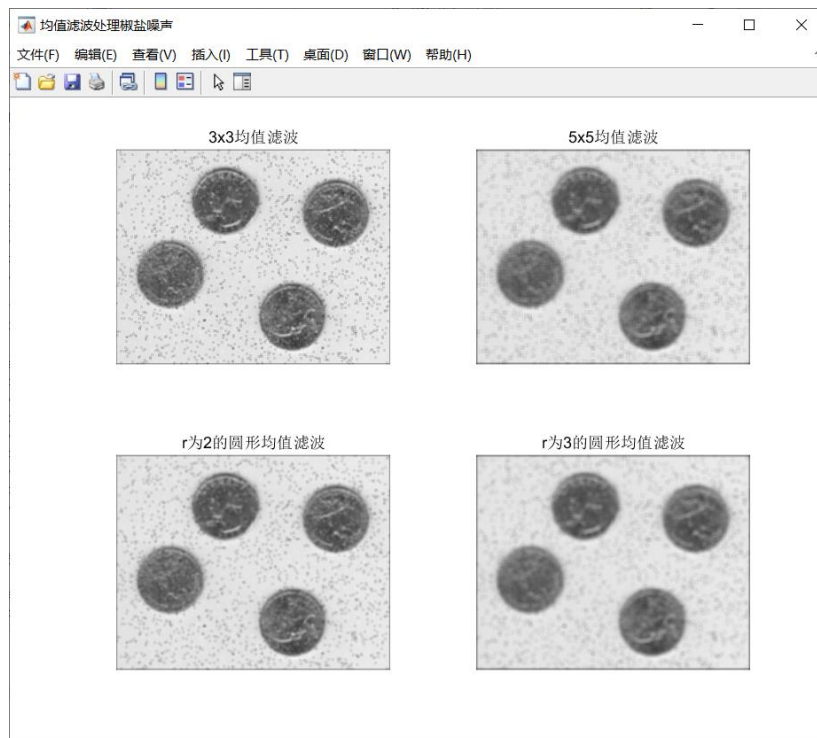 均值滤波处理椒盐噪声
文件(F) 编辑(E) 查看(V) 插入(I) 工具(T) 桌面(D) 窗口(W) 帮助(H)
3x3均值滤波
5x5均值滤波
r为2的圆形均值滤波
r为3的圆形均值滤波